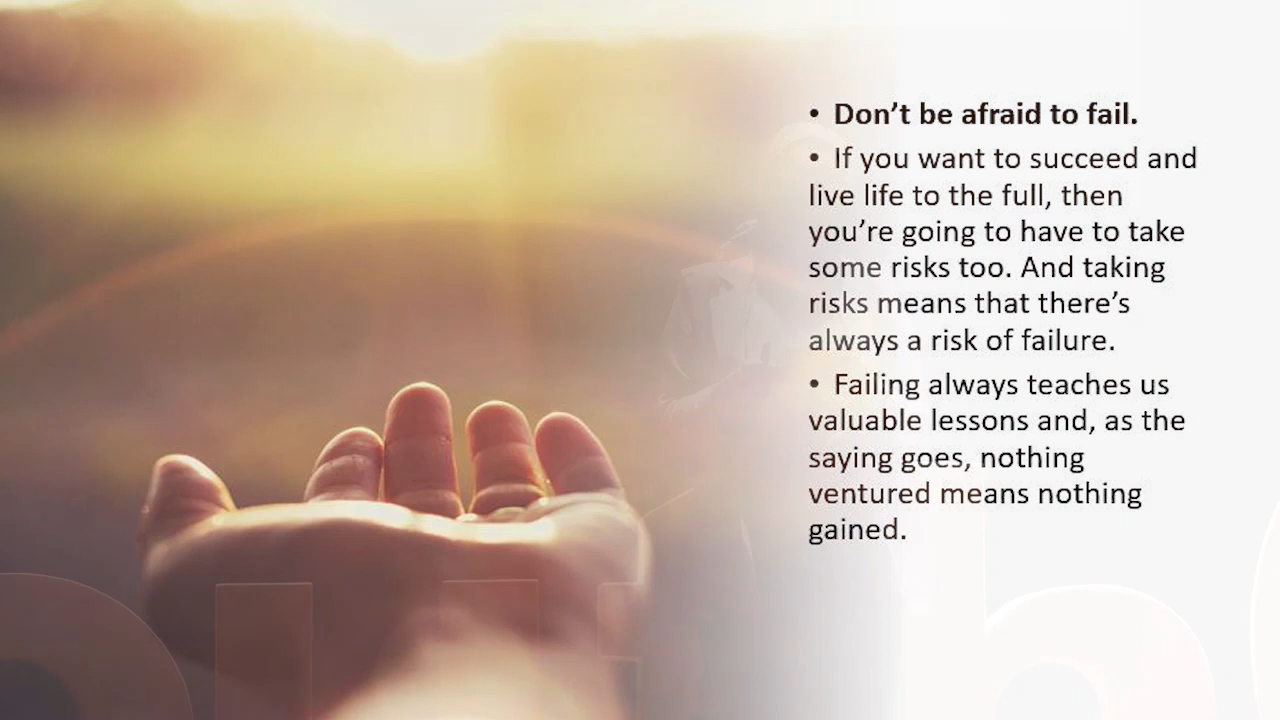 • Don’t be afraid to fail.
• If you want to succeed and
live life to the full, then
you’re going to have to take
some risks too. And taking
risks means that there’s
always a risk of failure.
• Failing always teaches us
valuable lessons and, as the
saying goes, nothing
ventured means nothing
gained.